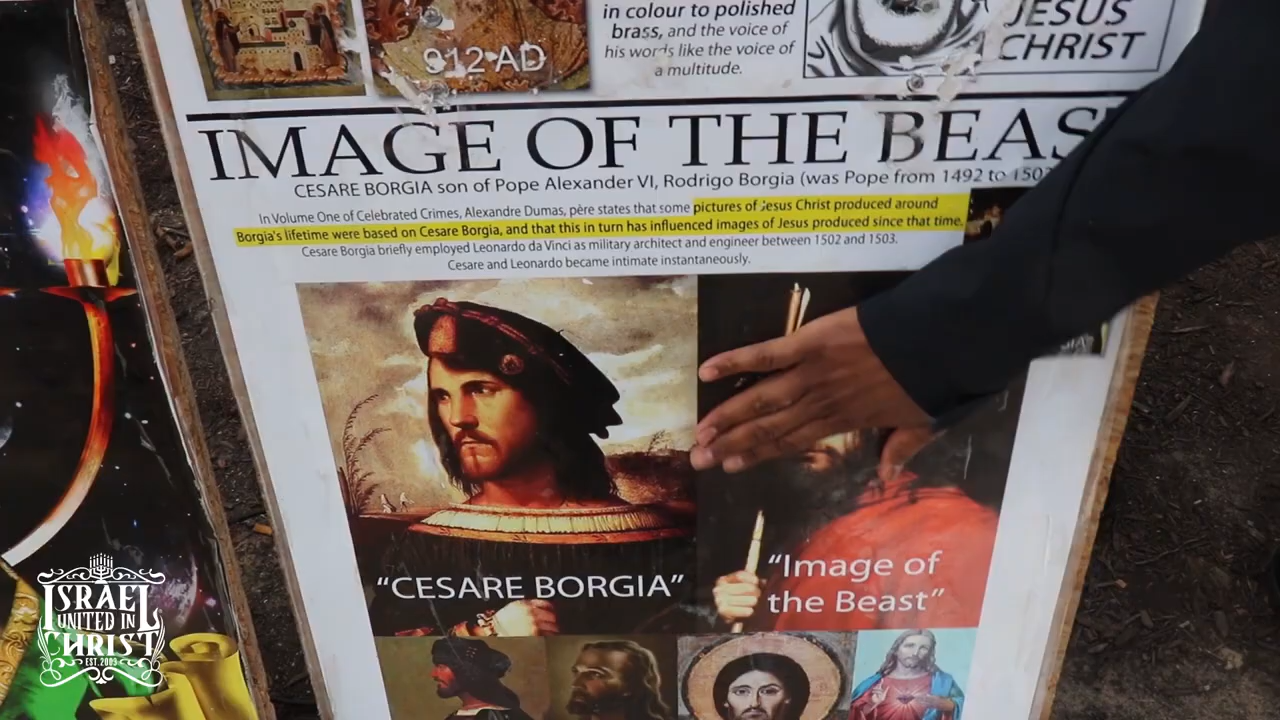 912 AD
in colour to polished
brass, and the voice of
his words like the voice of
a multitude.
JESUS
CHRIST
IMAGE OF THE BEAS
CESARE BORGIA son of Pope Alexander VI, Rodrigo Borgia (was Pope from 1492 to 1503
In Volume One of Celebrated Crimes, Alexandre Dumas, père states that some pictures of Jesus Christ produced around
Borgia's lifetime were based on Cesare Borgia, and that this in turn has influenced images of Jesus produced since that time.
Cesare Borgia briefly employed Leonardo da Vinci as military architect and engineer between 1502 and 1503.
Cesare and Leonardo became intimate instantaneously.
"CESARE BORGIA"
"Image of
the Beast"
ISRAEL
UNITED IN
CHRIST
EST. 2003